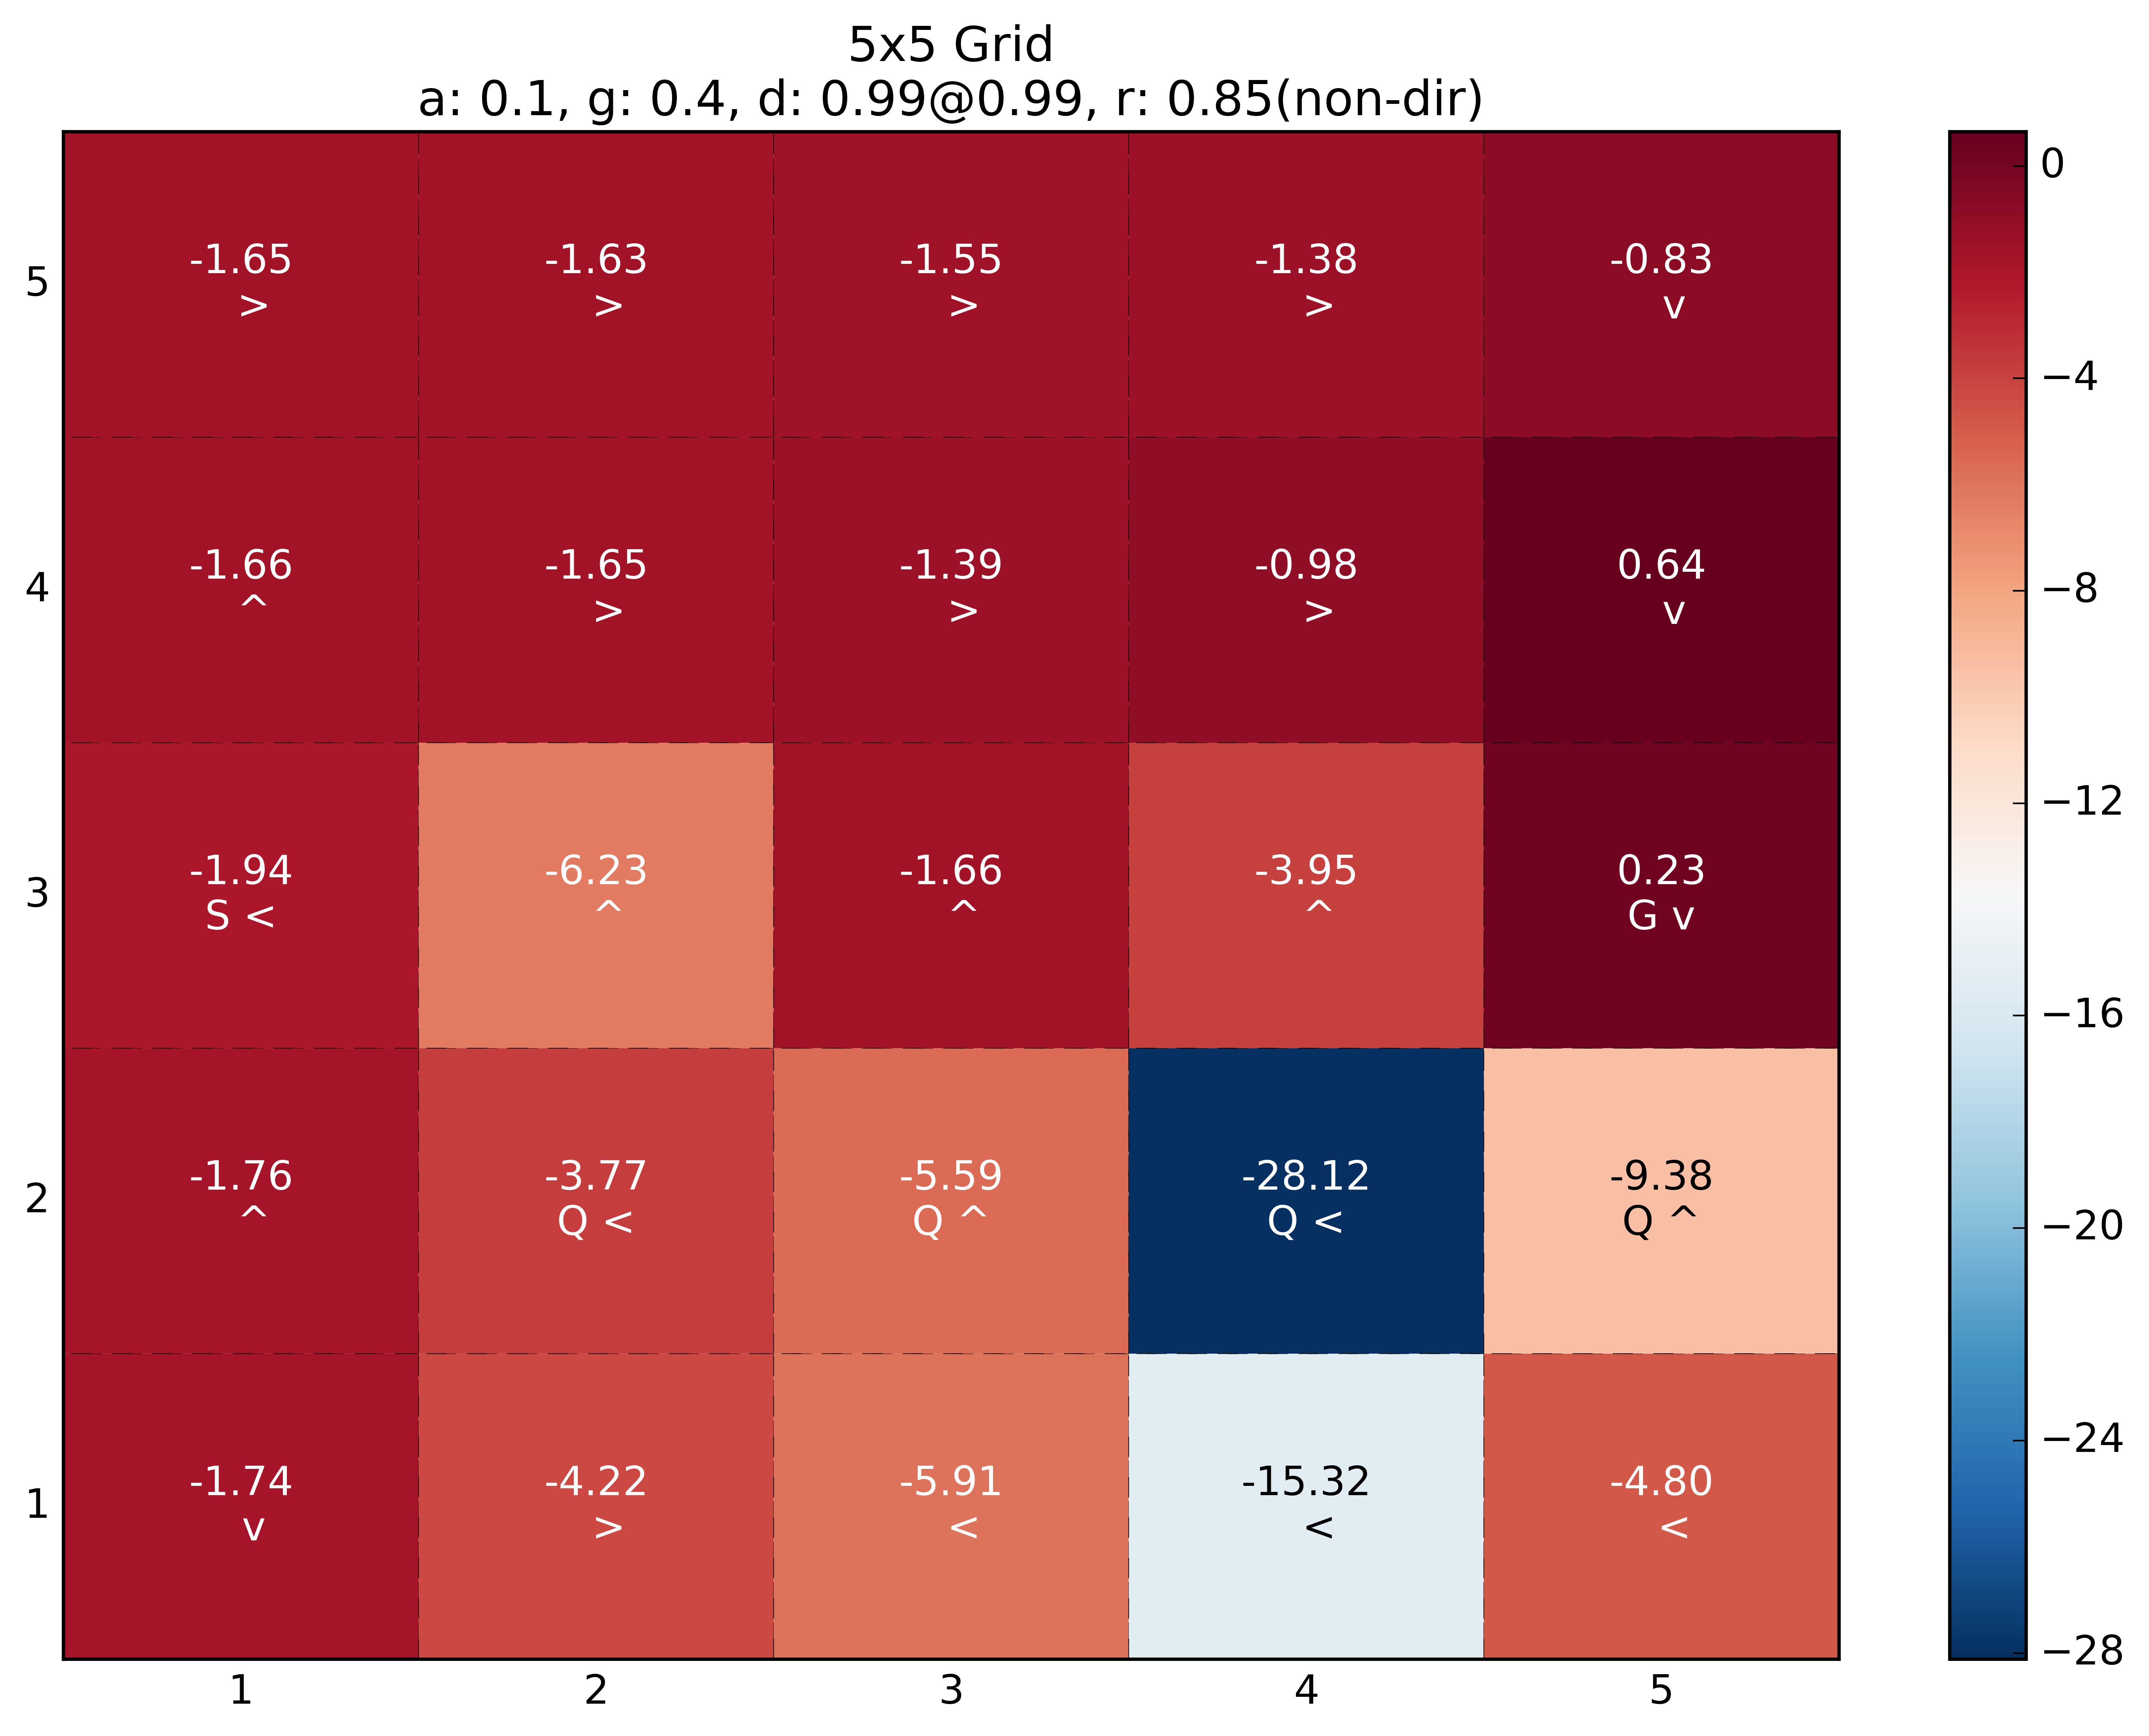 5x5 Grid
a: 0.1, g: 0.4, d: 0.99@0.99, r: 0.85(non-dir)
5
-1.65 -1.63 -1.55 -1.38 -0.83
> > > > v
4
-1.66 -1.65 -1.39 -0.98 0.64
^ > > > v
3
-1.94 -6.23 -1.66 -3.95 0.23
S < ^ ^ ^ G v
2
-1.76 -3.77 -5.59 -28.12 -9.38
^ Q < Q ^ Q < Q ^
1
-1.74 -4.22 -5.91 -15.32 -4.80
v > < < <
1 2 3 4 5
0
−4
−8
−12
−16
−20
−24
−28